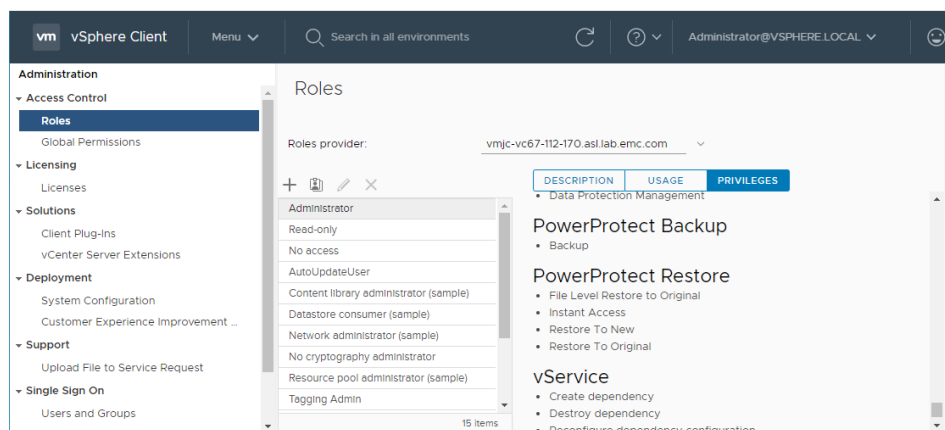 vm vSphere Client Menu Search in all environments Administrator@VSPHERE.LOCAL
Administration
Access Control
Roles
Global Permissions
Licensing
Licenses
Solutions
Client Plug-Ins
vCenter Server Extensions
Deployment
System Configuration
Customer Experience Improvement ...
Support
Upload File to Service Request
Single Sign On
Users and Groups
Roles
Roles provider: vmjc-vc67-112-170.asl.lab.emc.com
Administrator
Read-only
No access
AutoUpdateUser
Content library administrator (sample)
Datastore consumer (sample)
Network administrator (sample)
No cryptography administrator
Resource pool administrator (sample)
Tagging Admin
15 items
DESCRIPTION USAGE PRIVILEGES
• Data Protection Management
PowerProtect Backup
• Backup
PowerProtect Restore
• File Level Restore to Original
• Instant Access
• Restore To New
• Restore To Original
vService
• Create dependency
• Destroy dependency
• Reconfigure dependency configuration